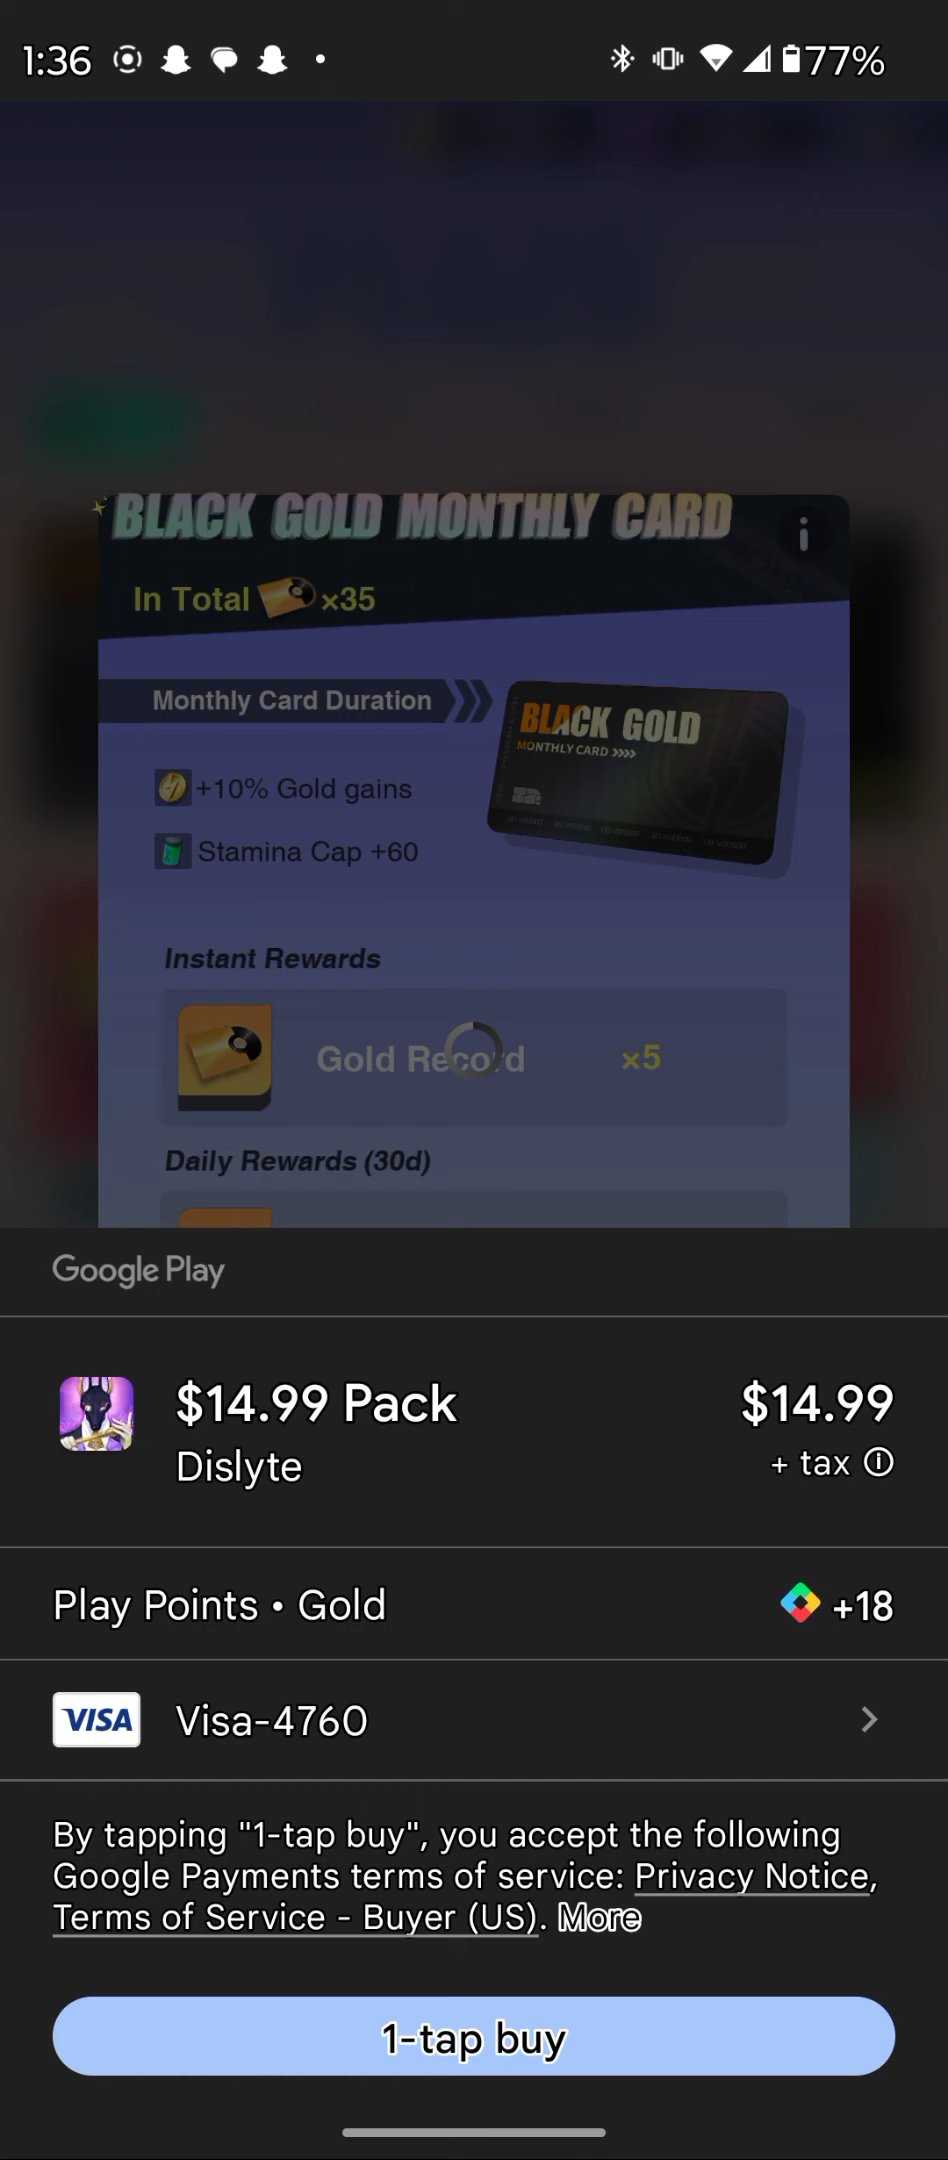 1:36
77%
BLACK GOLD MONTHLY CARD
In Total ×35
Monthly Card Duration
BLACK GOLD
MONTHLY CARD >>>>
+10% Gold gains
Stamina Cap +60
Instant Rewards
Gold Record ×5
Daily Rewards (30d)
Google Play
$14.99 Pack $14.99
Dislyte + tax
Play Points • Gold +18
VISA Visa-4760
By tapping "1-tap buy", you accept the following
Google Payments terms of service: Privacy Notice,
Terms of Service - Buyer (US). More
1-tap buy